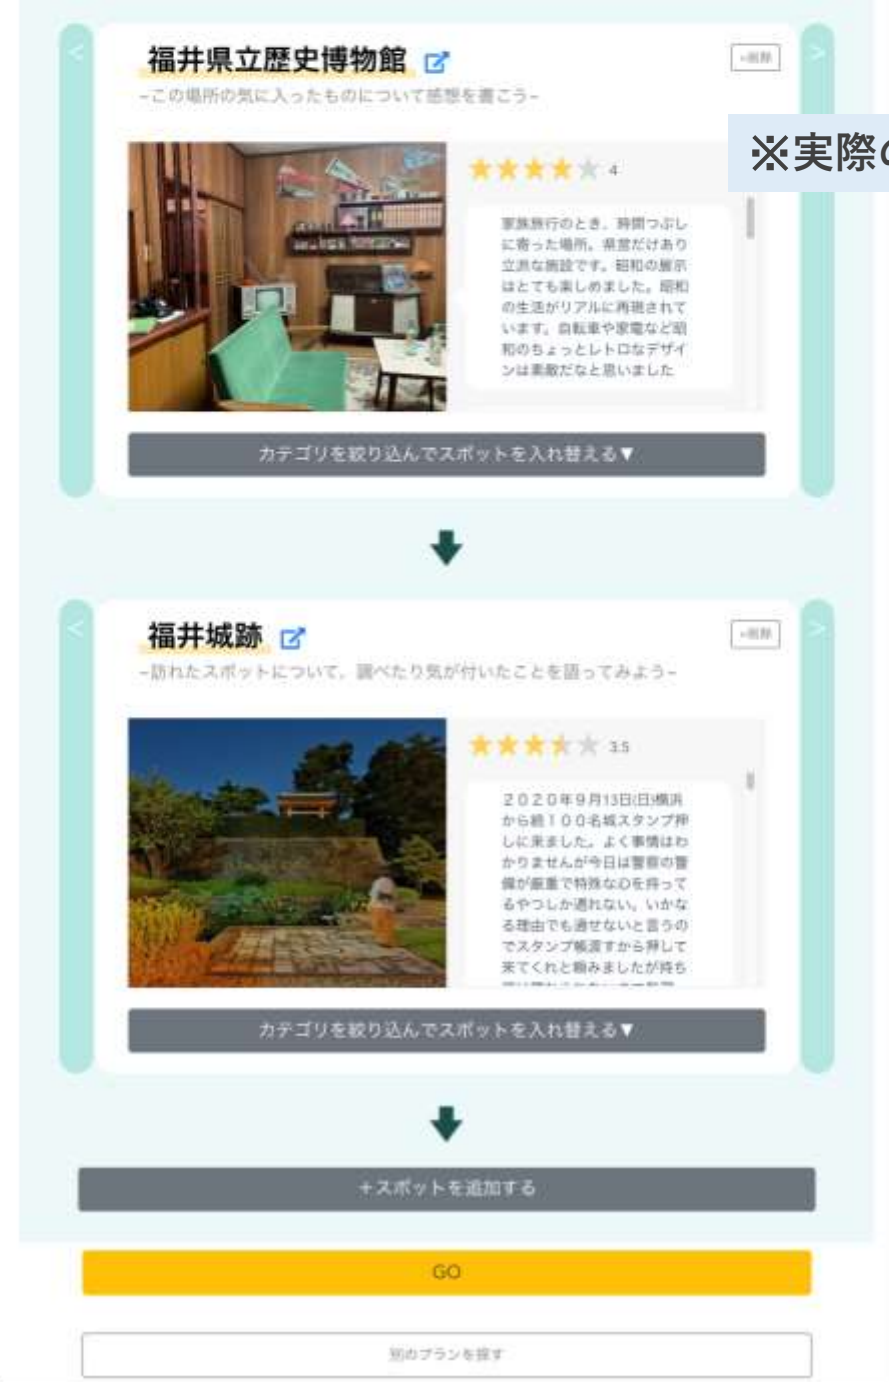 福井県立歴史博物館
~この場所の気に入ったものについて感想を書こう~
※実際の
4
家族旅行のとき、時間つぶし
に寄った場所。県営だけあり
立派な施設です。昭和の展示
はとても楽しめました。昭和
の生活がリアルに再現されて
います。自転車や家電など昭
和のちょっとレトロなデザイ
ンは素敵だなと思いました
カテゴリを絞り込んでスポットを入れ替える▼
福井城跡
~訪れたスポットについて、調べたり気が付いたことを語ってみよう~
3.5
２０２０年９月13日(日)横浜
から続１００名城スタンプ押
しに来ました。よく事情はわ
かりませんが今日は警察の警
備が厳重で特殊な心を持って
るやつしか通れない。いかな
る理由でも通せないと言うの
でスタンプ帳渡すから押して
来てくれと頼みましたが持ち
カテゴリを絞り込んでスポットを入れ替える▼
+スポットを追加する
GO
別のプランを探す